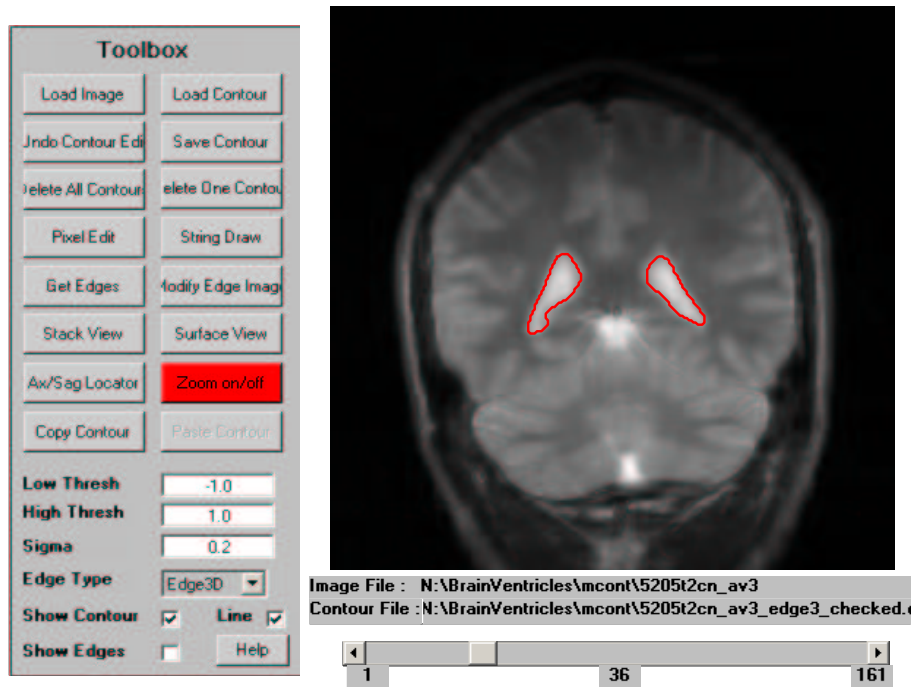 Toolbox
Load Image Load Contour
Undo Contour Edi Save Contour
elete All Contour elete One Contou
Pixel Edit String Draw
Get Edges Modify Edge Imag
Stack View Surface View
Ax/Sag Locator Zoom on/off
Copy Contour Paste Contour
Low Thresh -1.0
High Thresh 1.0
Sigma 0.2
Edge Type Edge3D
Show Contour Line
Show Edges Help
Image File : N:\BrainVentricles\mcont\5205t2cn_av3
Contour File : N:\BrainVentricles\mcont\5205t2cn_av3_edge3_checked.c
1 36 161